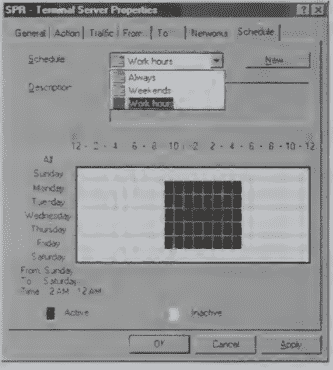 SPR - Terminal Server Properties
General Action Traffic From To Networks Schedule
Schedule
Work hours
New
Always
Weekends
Work hours
Description
12 - 2 - 4 - 6 - 8 - 10 - 12 - 2 - 4 - 6 - 8 - 10 - 12
All
Sunday
Monday
Tuesday
Wednesday
Thursday
Friday
Saturday
From Sunday
To Saturday
Time 2 AM 12 AM
Active Inactive
OK Cancel Apply